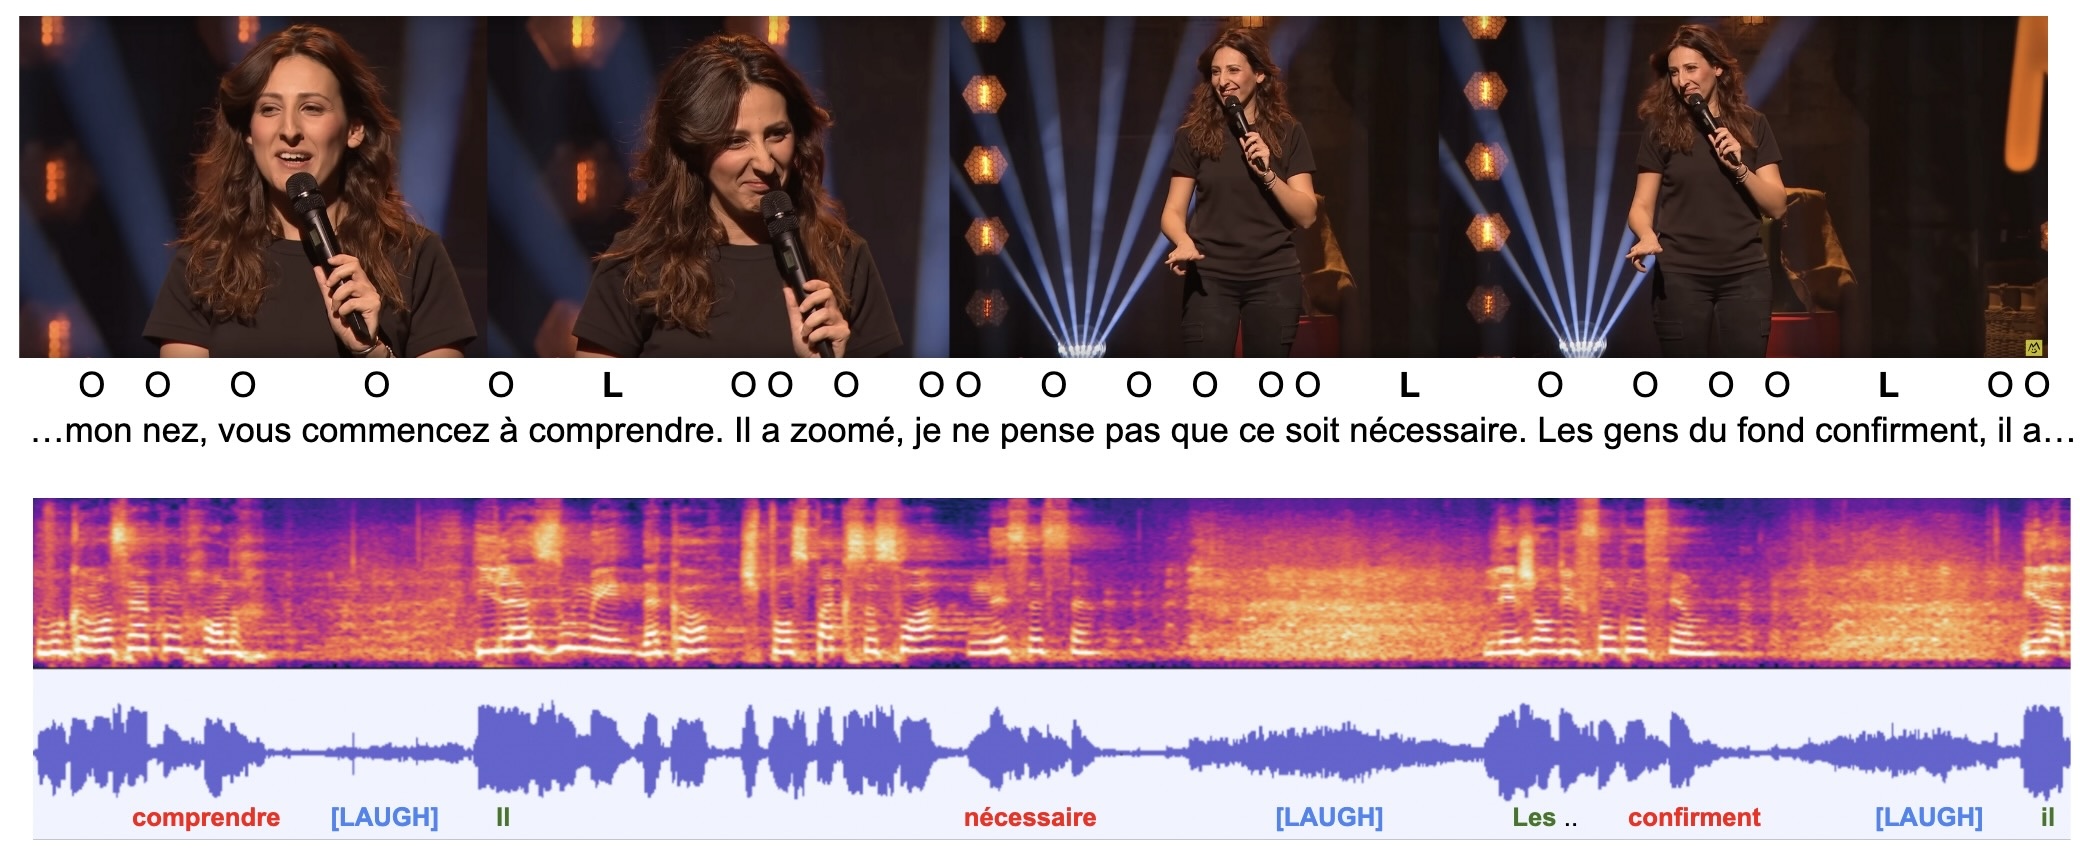 O O O O O L O O O O O O O O O O L O O O O L O O
…mon nez, vous commencez à comprendre. Il a zoomé, je ne pense pas que ce soit nécessaire. Les gens du fond confirment, il a…
comprendre [LAUGH] Il nécessaire [LAUGH] Les .. confirment [LAUGH] il